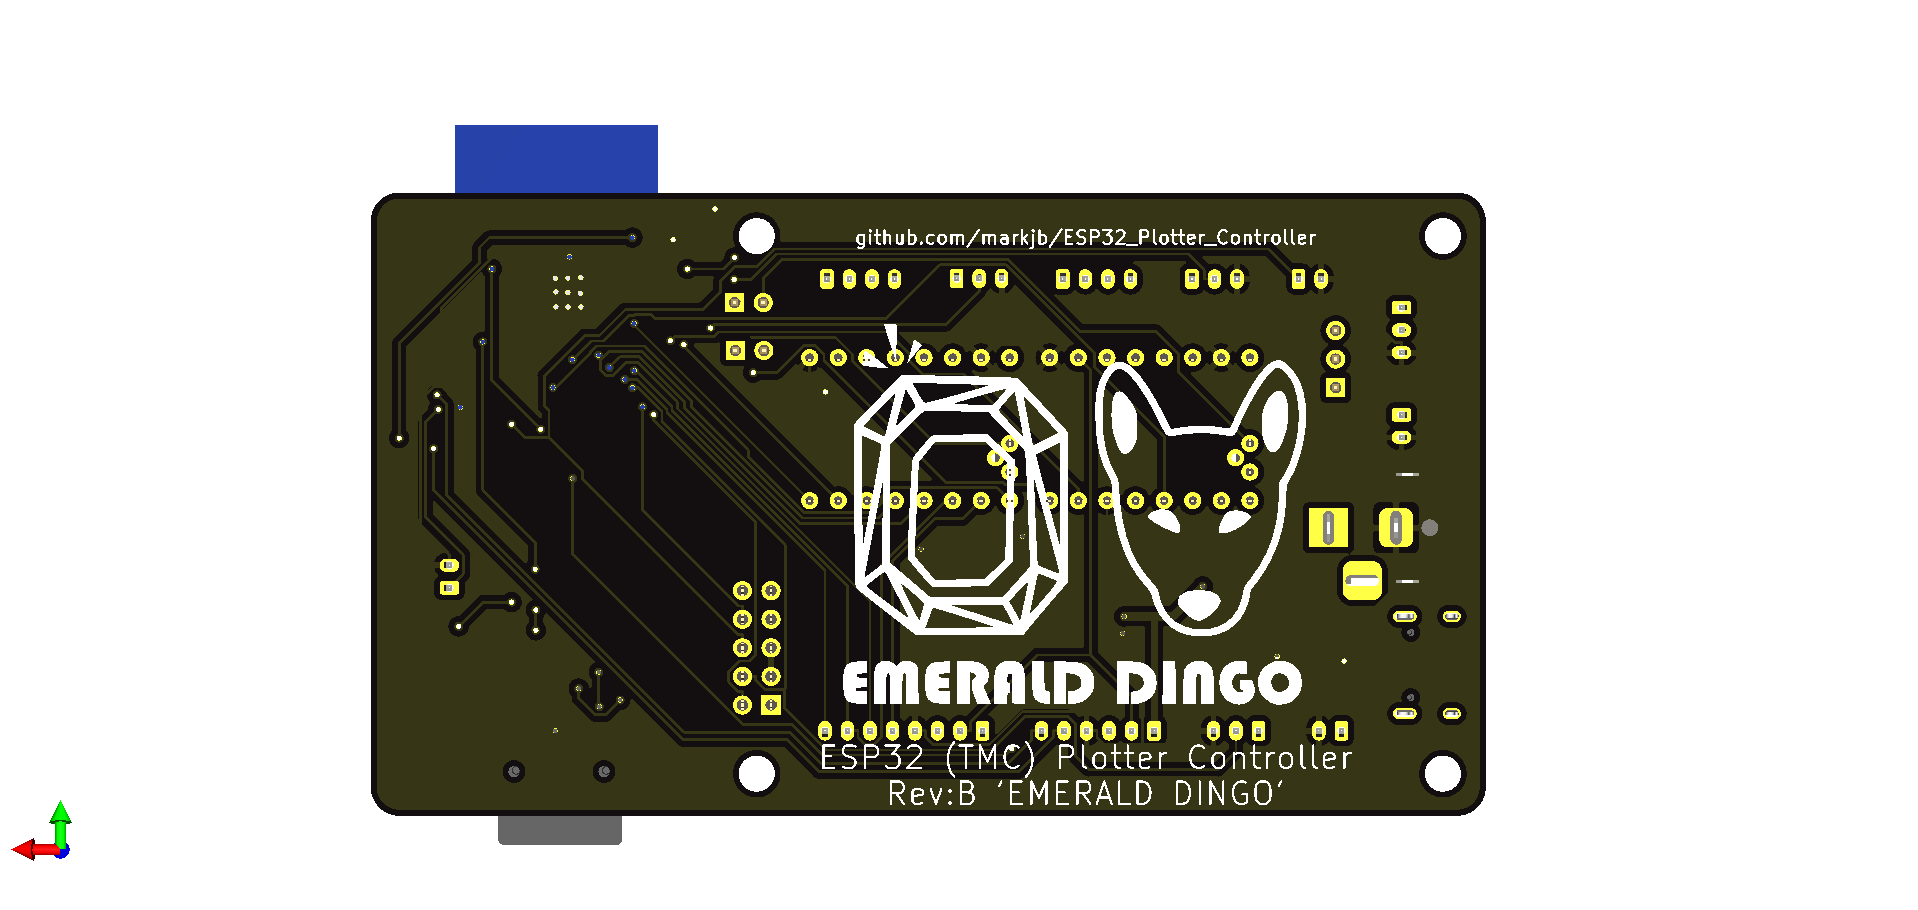 github.com/markjb/ESP32_Plotter_Controller
EMERALD DINGO
ESP32 (TMC) Plotter Controller
Rev:B 'EMERALD DINGO'